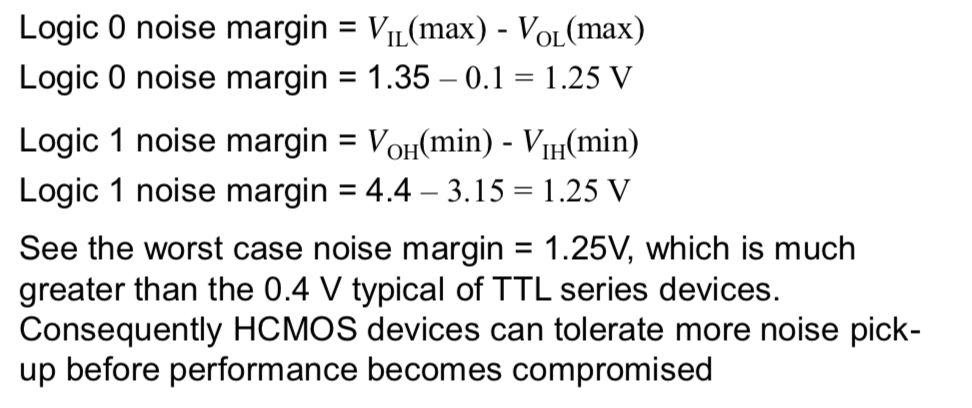 Logic 0 noise margin = VIL(max) - VOL(max)
Logic 0 noise margin = 1.35 – 0.1 = 1.25 V
Logic 1 noise margin = VOH(min) - VIH(min)
Logic 1 noise margin = 4.4 – 3.15 = 1.25 V
See the worst case noise margin = 1.25V, which is much
greater than the 0.4 V typical of TTL series devices.
Consequently HCMOS devices can tolerate more noise pick-
up before performance becomes compromised